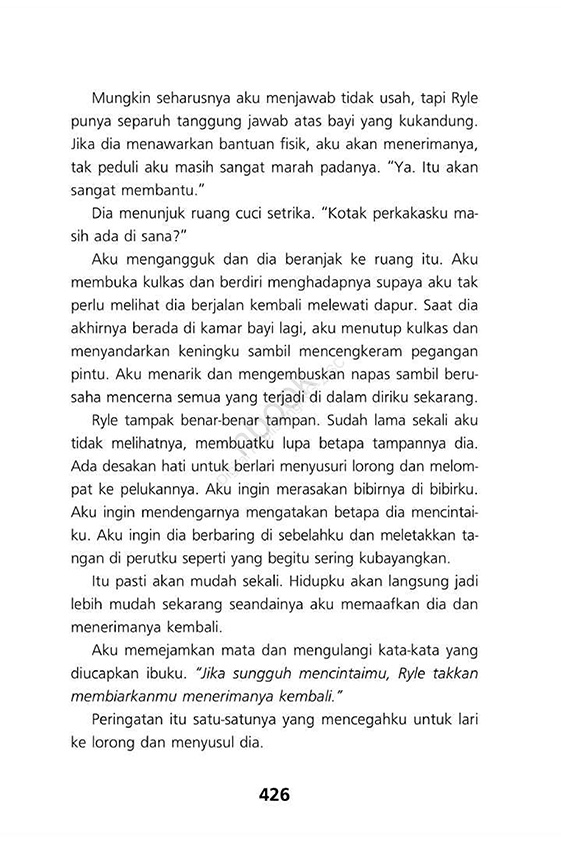 Mungkin seharusnya aku menjawab tidak usah, tapi Ryle
punya separuh tanggung jawab atas bayi yang kukandung.
Jika dia menawarkan bantuan fisik, aku akan menerimanya,
tak peduli aku masih sangat marah padanya. “Ya. Itu akan
sangat membantu.”
Dia menunjuk ruang cuci setrika. “Kotak perkakasku ma-
sih ada di sana?”
Aku mengangguk dan dia beranjak ke ruang itu. Aku
membuka kulkas dan berdiri menghadapnya supaya aku tak
perlu melihat dia berjalan kembali melewati dapur. Saat dia
akhirnya berada di kamar bayi lagi, aku menutup kulkas dan
menyandarkan keningku sambil mencengkeram pegangan
pintu. Aku menarik dan mengembuskan napas sambil beru-
saha mencerna semua yang terjadi di dalam diriku sekarang.
Ryle tampak benar-benar tampan. Sudah lama sekali aku
tidak melihatnya, membuatku lupa betapa tampannya dia.
Ada desakan hati untuk berlari menyusuri lorong dan melom-
pat ke pelukannya. Aku ingin merasakan bibirnya di bibirku.
Aku ingin mendengarnya mengatakan betapa dia mencintai-
ku. Aku ingin dia berbaring di sebelahku dan meletakkan ta-
ngan di perutku seperti yang begitu sering kubayangkan.
Itu pasti akan mudah sekali. Hidupku akan langsung jadi
lebih mudah sekarang seandainya aku memaafkan dia dan
menerimanya kembali.
Aku memejamkan mata dan mengulangi kata-kata yang
diucapkan ibuku. “Jika sungguh mencintaimu, Ryle takkan
membiarkanmu menerimanya kembali.”
Peringatan itu satu-satunya yang mencegahku untuk lari
ke lorong dan menyusul dia.
426